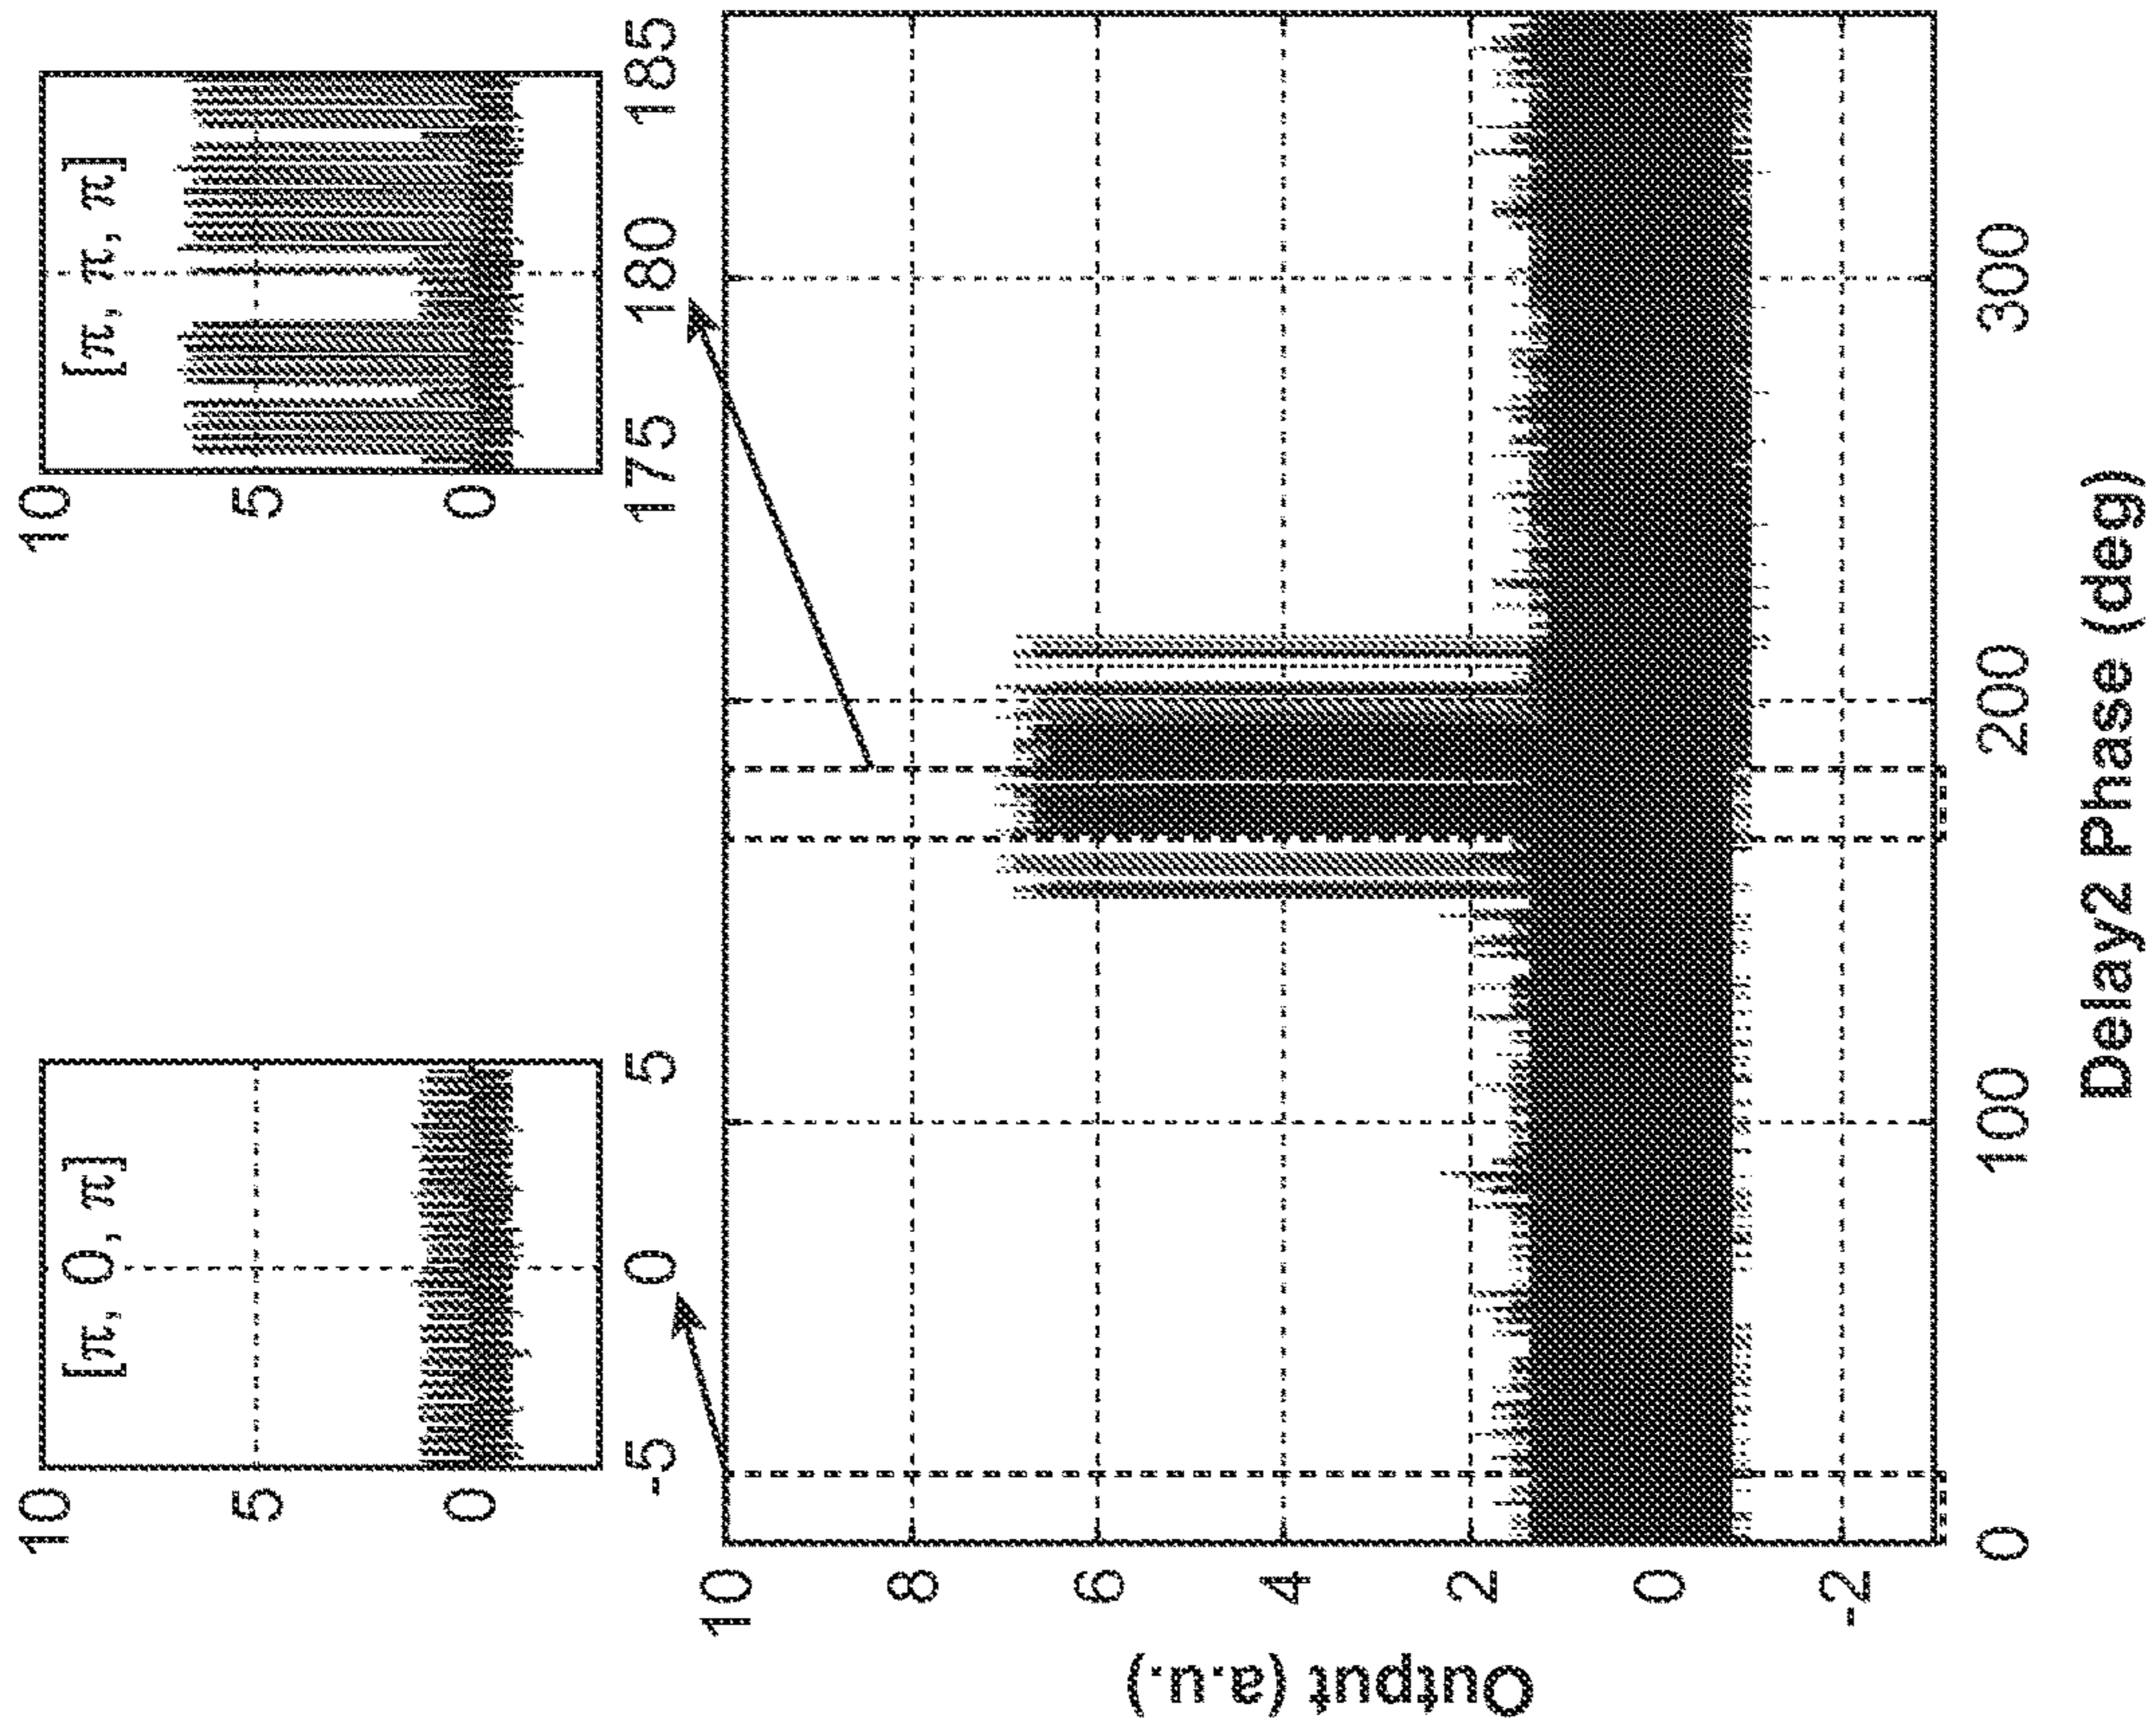 [π, 0, π]
10
5
0
-5 0 5
[π, π, π]
10
5
0
175 180 185
Output (a.u.)
10
8
6
4
2
0
-2
0 100 200 300
Delay2 Phase (deg)